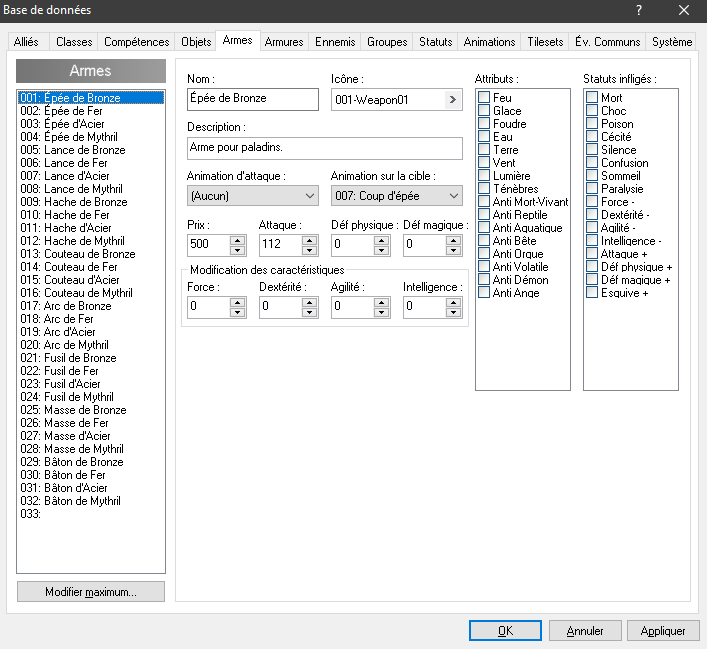 Base de données
Alliés Classes Compétences Objets Armes Armures Ennemis Groupes Statuts Animations Tilesets Év. Communs Système
Armes
001: Épée de Bronze
002: Épée de Fer
003: Épée d'Acier
004: Épée de Mythril
005: Lance de Bronze
006: Lance de Fer
007: Lance d'Acier
008: Lance de Mythril
009: Hache de Bronze
010: Hache de Fer
011: Hache d'Acier
012: Hache de Mythril
013: Couteau de Bronze
014: Couteau de Fer
015: Couteau d'Acier
016: Couteau de Mythril
017: Arc de Bronze
018: Arc de Fer
019: Arc d'Acier
020: Arc de Mythril
021: Fusil de Bronze
022: Fusil de Fer
023: Fusil d'Acier
024: Fusil de Mythril
025: Masse de Bronze
026: Masse de Fer
027: Masse d'Acier
028: Masse de Mythril
029: Bâton de Bronze
030: Bâton de Fer
031: Bâton d'Acier
032: Bâton de Mythril
033:
Modifier maximum...
Nom : Icône :
Épée de Bronze 001-Weapon01
Description :
Arme pour paladins.
Animation d'attaque : Animation sur la cible :
(Aucun) 007: Coup d'épée
Prix : Attaque : Déf physique : Déf magique :
500 112 0 0
Modification des caractéristiques
Force : Dextérité : Agilité : Intelligence :
0 0 0 0
Attributs :
Feu
Glace
Foudre
Eau
Terre
Vent
Lumière
Ténèbres
Anti Mort-Vivant
Anti Reptile
Anti Aquatique
Anti Bête
Anti Orque
Anti Volatile
Anti Démon
Anti Ange
Statuts infligés :
Mort
Choc
Poison
Cécité
Silence
Confusion
Sommeil
Paralysie
Force -
Dextérité -
Agilité -
Intelligence -
Attaque +
Déf physique +
Déf magique +
Esquive +
OK Annuler Appliquer